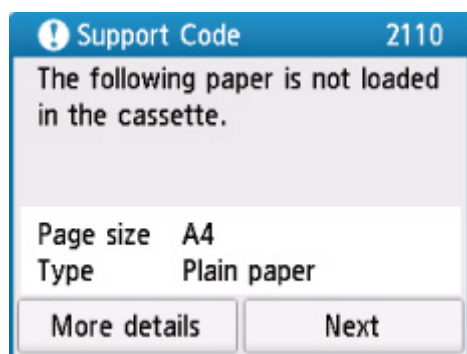 Support Code 2110
The following paper is not loaded
in the cassette.
Page size A4
Type Plain paper
More details Next